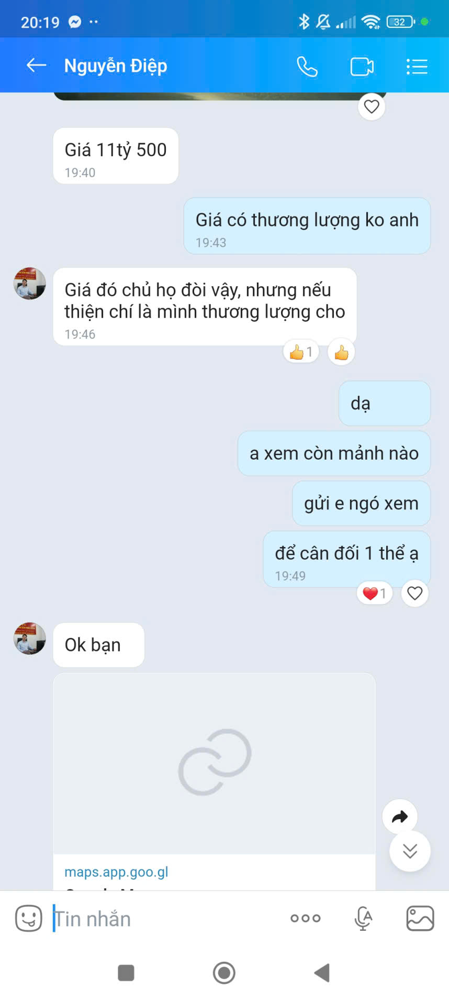 20:19
32
Nguyễn Điệp
Giá 11tỷ 500
19:40
Giá có thương lượng ko anh
19:43
Giá đó chủ họ đòi vậy, nhưng nếu
thiện chí là mình thương lượng cho
19:46
1
dạ
a xem còn mảnh nào
gửi e ngó xem
để cân đối 1 thể ạ
19:49
1
Ok bạn
maps.app.goo.gl
Tin nhắn